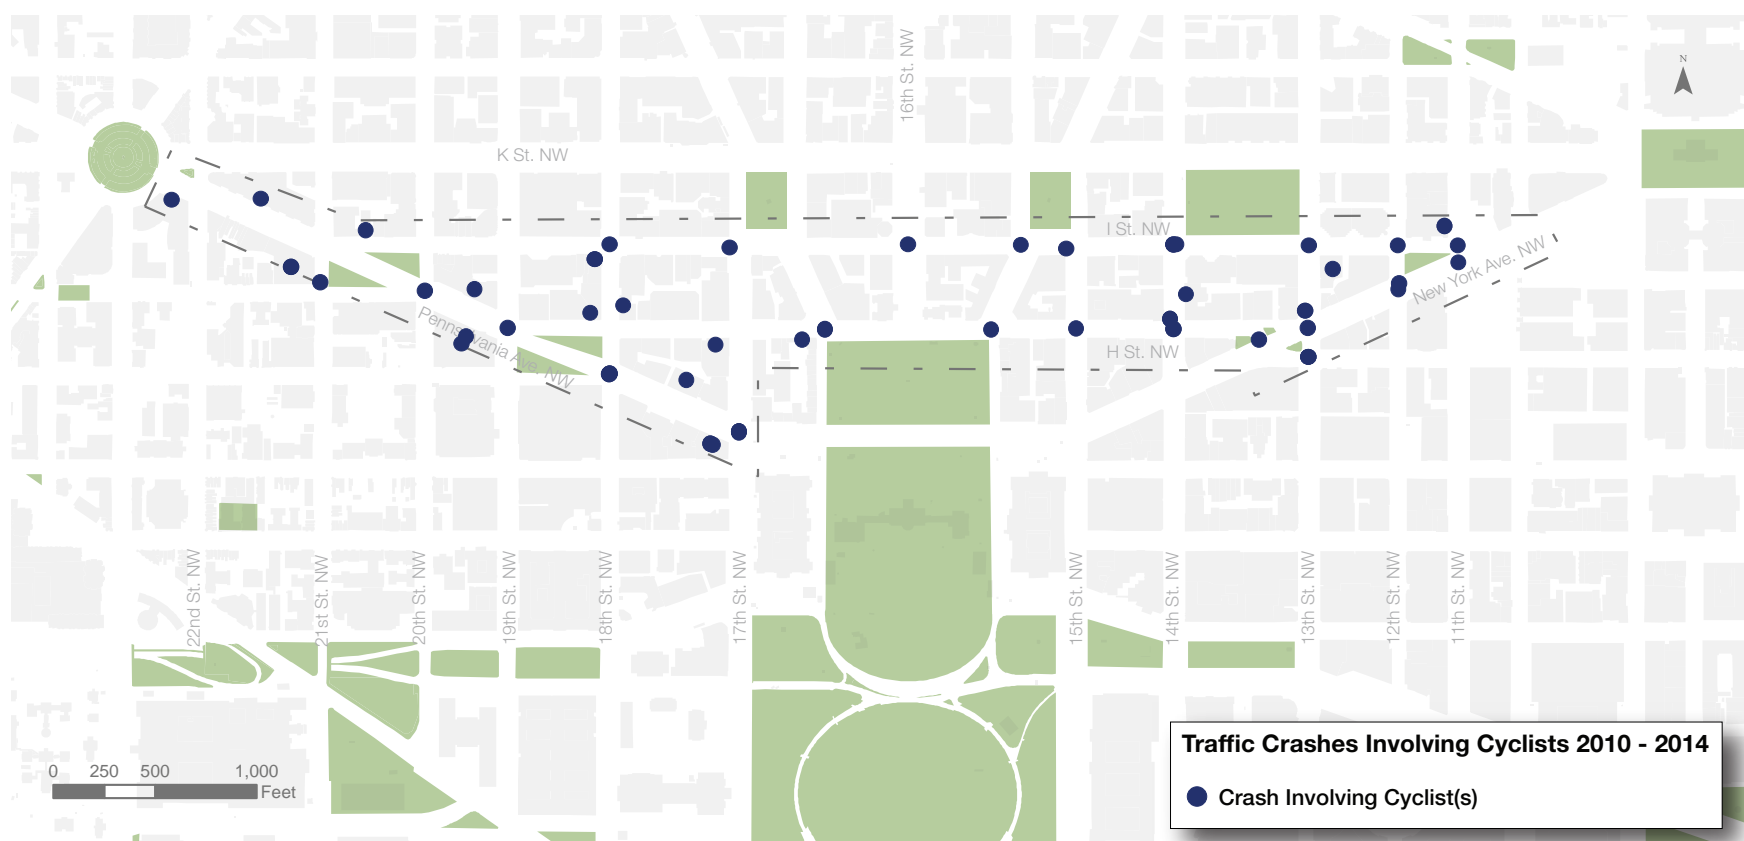 16th St. NW
N
K St. NW
I St. NW
New York Ave. NW
Pennsylvania Ave. NW
H St. NW
22nd St. NW
21st St. NW
20th St. NW
19th St. NW
18th St. NW
17th St. NW
15th St. NW
14th St. NW
13th St. NW
12th St. NW
11th St. NW
0 250 500 1,000
Feet
Traffic Crashes Involving Cyclists 2010 - 2014
Crash Involving Cyclist(s)